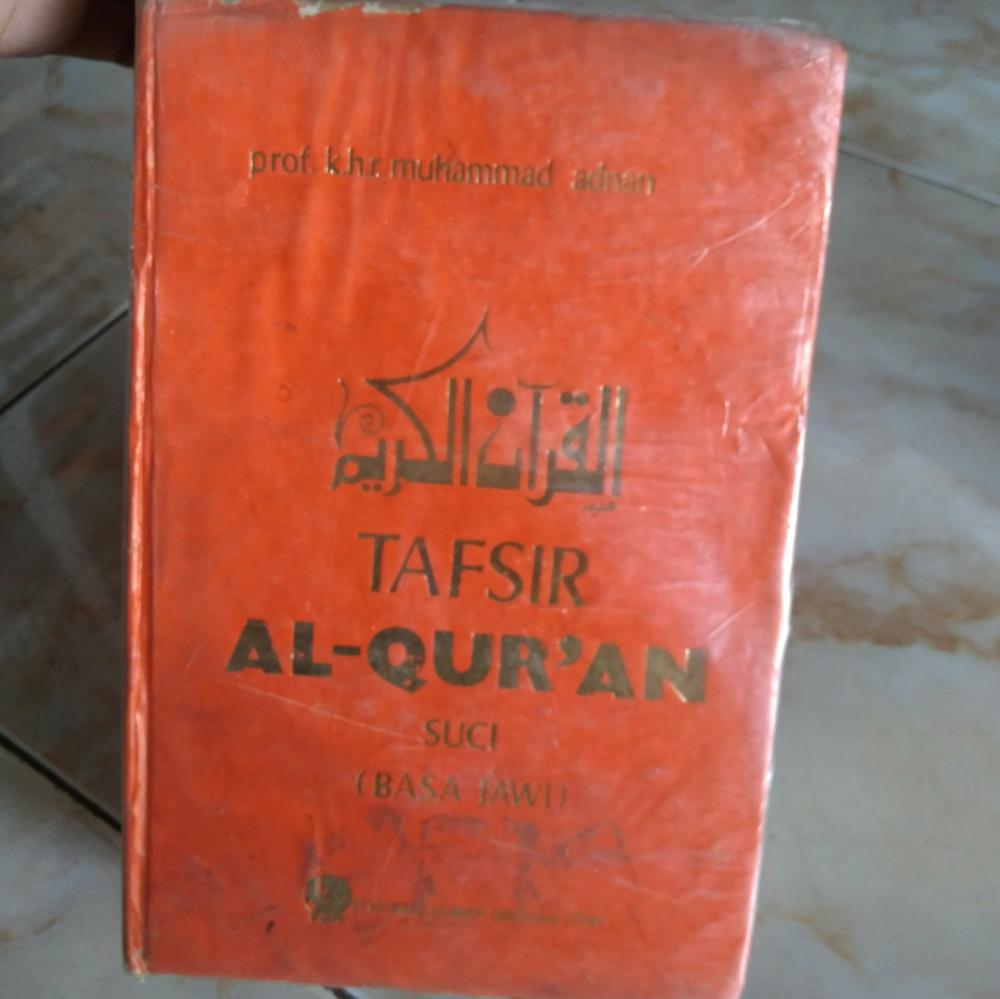 prof. k.h.r. muhammad adnan
القرآن الكريم
TAFSIR
AL-QUR'AN
SUCI
(BASA JAWI)